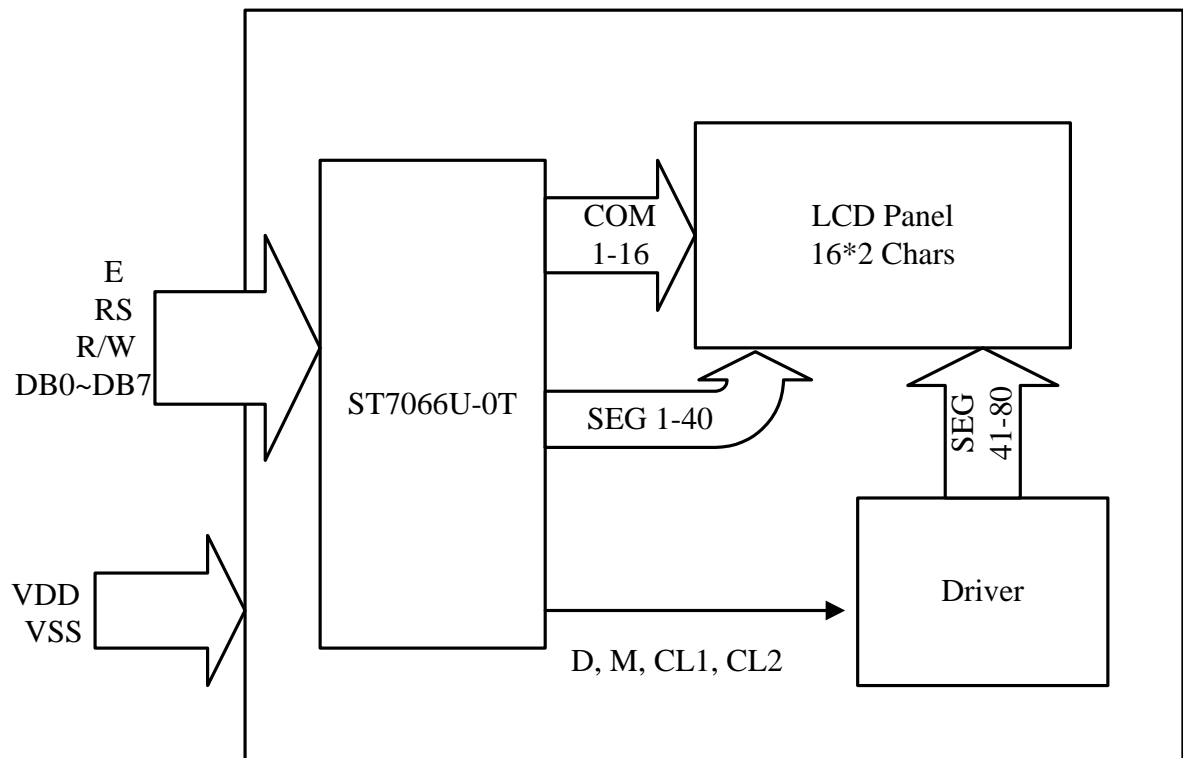 E
RS
R/W
DB0~DB7
VDD
VSS
ST7066U-0T
COM
1-16
SEG 1-40
D, M, CL1, CL2
LCD Panel
16*2 Chars
SEG
41-80
Driver